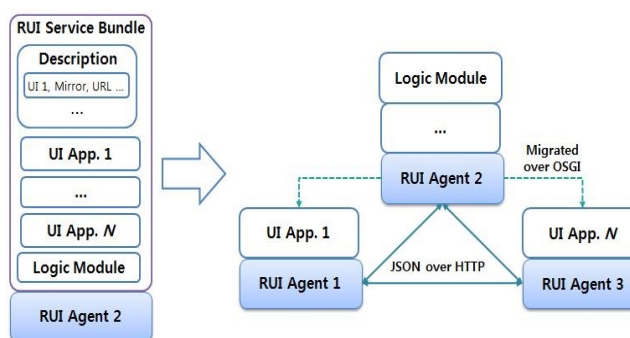 RUI Service Bundle
Description
UI 1, Mirror, URL ...
...
UI App. 1
...
UI App. N
Logic Module
RUI Agent 2
Logic Module
...
RUI Agent 2
Migrated
over OSGI
UI App. 1
RUI Agent 1
JSON over HTTP
UI App. N
RUI Agent 3